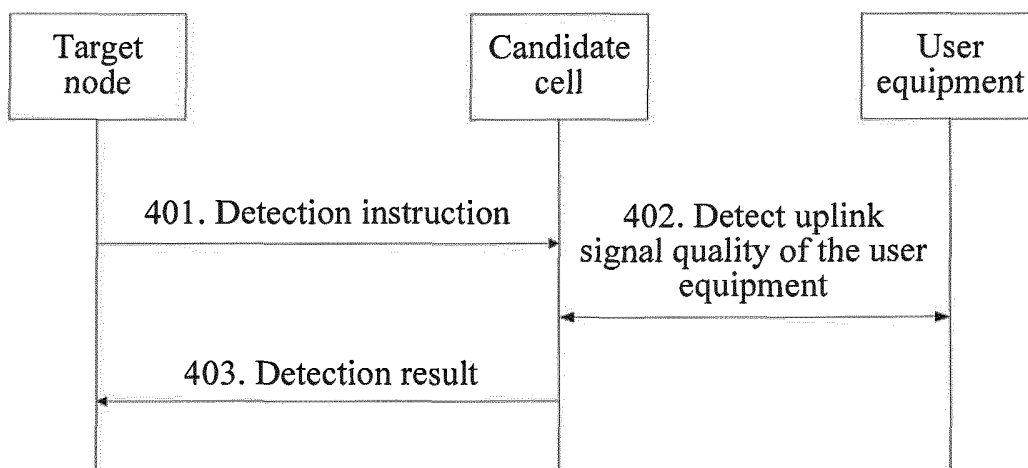 Target
node
Candidate
cell
User
equipment
401. Detection instruction
402. Detect uplink
signal quality of the user
equipment
403. Detection result